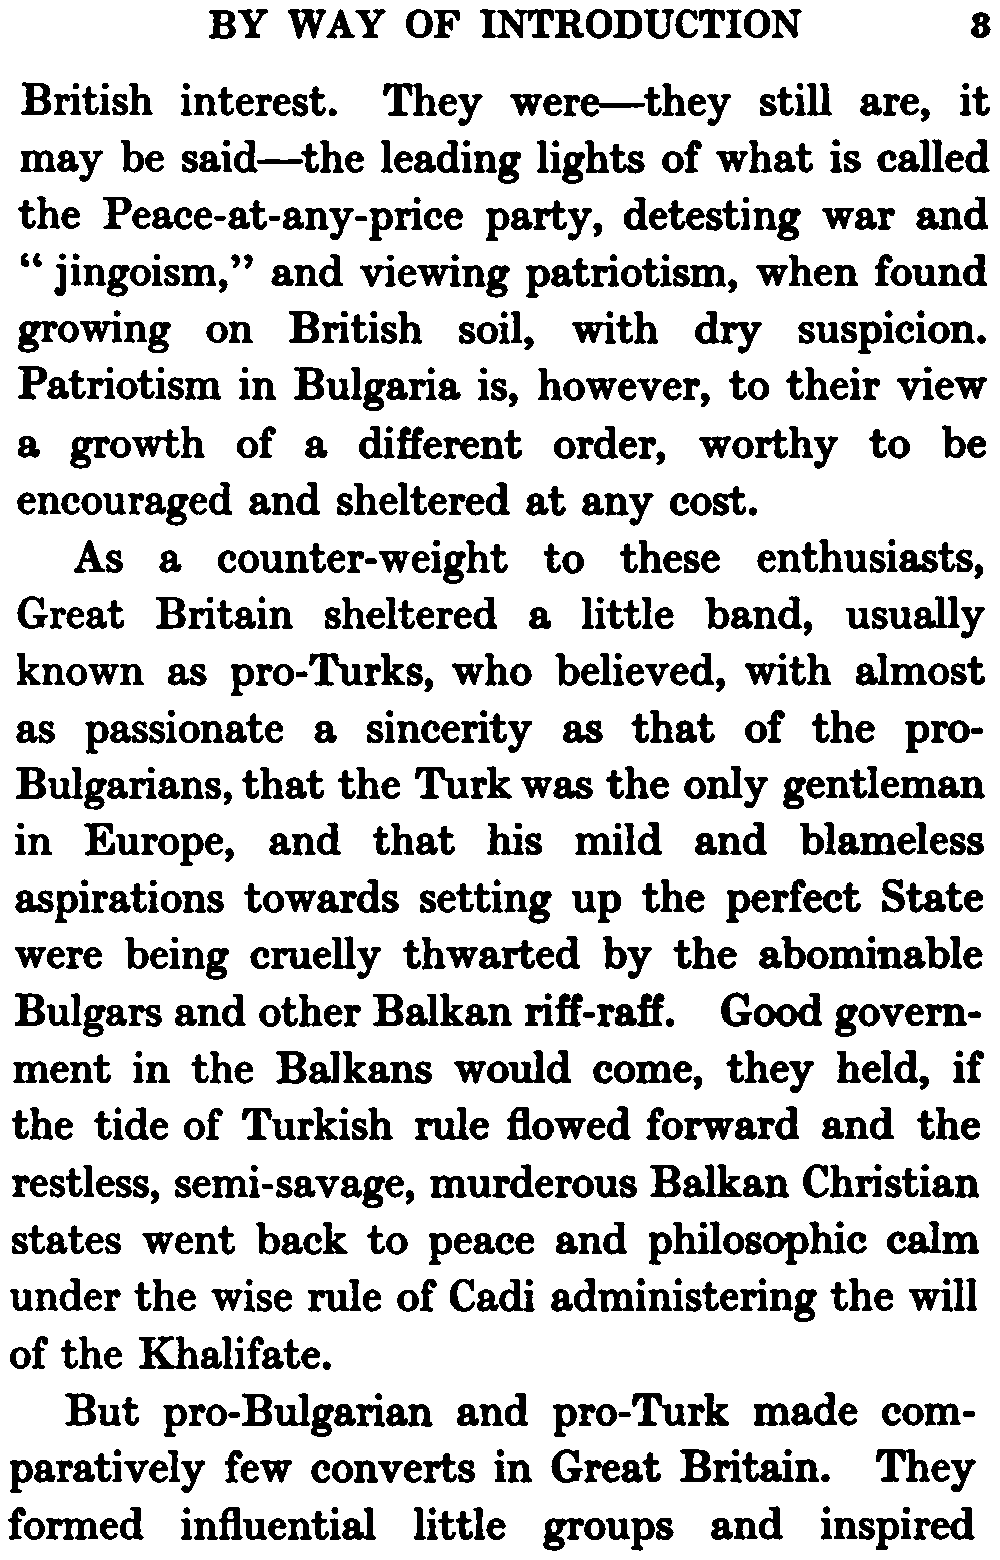 BY WAY OF INTRODUCTION 3
British interest. They were—they still are, it
may be said—the leading lights of what is called
the Peace-at-any-price party, detesting war and
“ jingoism,” and viewing patriotism, when found
growing on British soil, with dry suspicion.
Patriotism in Bulgaria is, however, to their view
a growth of a different order, worthy to be
encouraged and sheltered at any cost.
As a counter-weight to these enthusiasts,
Great Britain sheltered a little band, usually
known as pro-Turks, who believed, with almost
as passionate a sincerity as that of the pro-
Bulgarians, that the Turk was the only gentleman
in Europe, and that his mild and blameless
aspirations towards setting up the perfect State
were being cruelly thwarted by the abominable
Bulgars and other Balkan riff-raff. Good govern-
ment in the Balkans would come, they held, if
the tide of Turkish rule flowed forward and the
restless, semi-savage, murderous Balkan Christian
states went back to peace and philosophic calm
under the wise rule of Cadi administering the will
of the Khalifate.
But pro-Bulgarian and pro-Turk made com-
paratively few converts in Great Britain. They
formed influential little groups and inspired